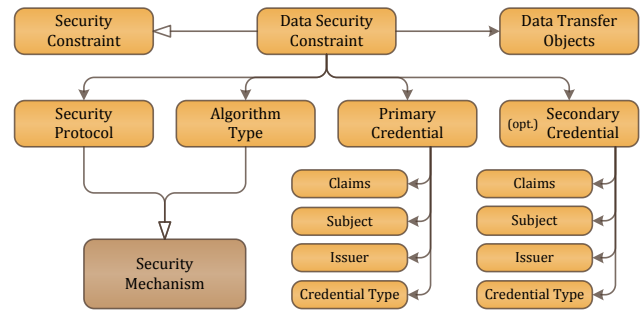 Security
Constraint
Data Security
Constraint
Data Transfer
Objects
Security
Protocol
Algorithm
Type
Primary
Credential
(opt.) Secondary
Credential
Claims
Subject
Issuer
Credential Type
Claims
Subject
Issuer
Credential Type
Security
Mechanism